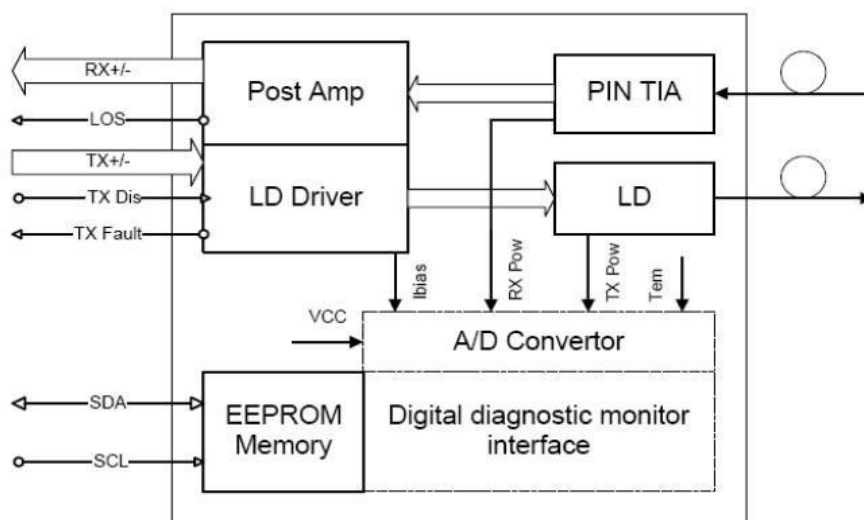 RX+/-
Post Amp
PIN TIA
LOS
TX+/-
TX Dis
LD Driver
LD
TX Fault
Ibias
RX Pow
TX Pow
Tem
VCC
A/D Convertor
SDA
EEPROM
Memory
Digital diagnostic monitor
interface
SCL